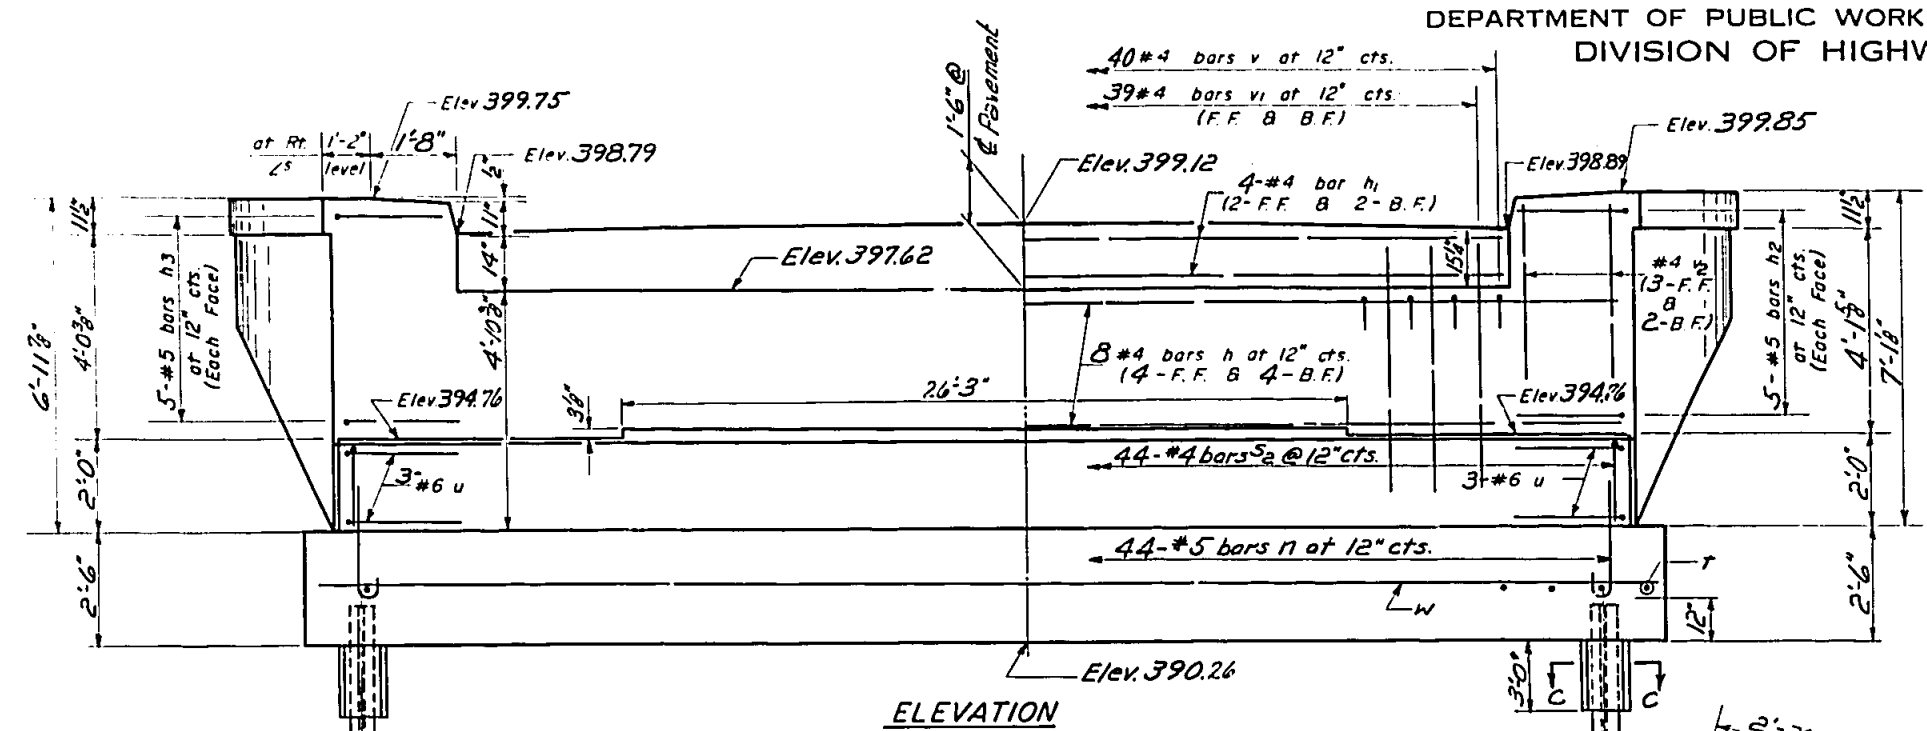 DEPARTMENT OF PUBLIC WORK
DIVISION OF HIGHW
1'-6" @
℄ Pavement
40 #4 bars v at 12" cts.
39 #4 bars v1 at 12" cts.
(F.F. & B.F.)
Elev. 399.75
Elev. 399.85
at Rt. ∠s
1'-2" level
1'-8"
Elev. 398.79
Elev. 399.12
Elev. 398.89
4-#4 bar h1
(2-F.F. & 2-B.F.)
½"
11"
11½"
14"
Elev. 397.62
15¼"
#4 v2
(3-F.F. & 2-B.F.)
11½"
5-#5 bars h3 at 12" cts. (Each Face)
5-#5 bars h2 at 12" cts. (Each Face)
6'-11⅞"
4'-0⅜"
4'-10⅜"
4'-1⅝"
7'-1⅛"
8 #4 bars h at 12" cts.
(4-F.F. & 4-B.F.)
26'-3"
Elev. 394.76
3⅛"
Elev. 394.76
44-#4 bars S2 @ 12" cts.
3-#6 u
3-#6 u
2'-0"
2'-0"
44-#5 bars n at 12" cts.
2'-6"
w
t
12"
2'-6"
Elev. 390.26
3'-0"
C C
ELEVATION